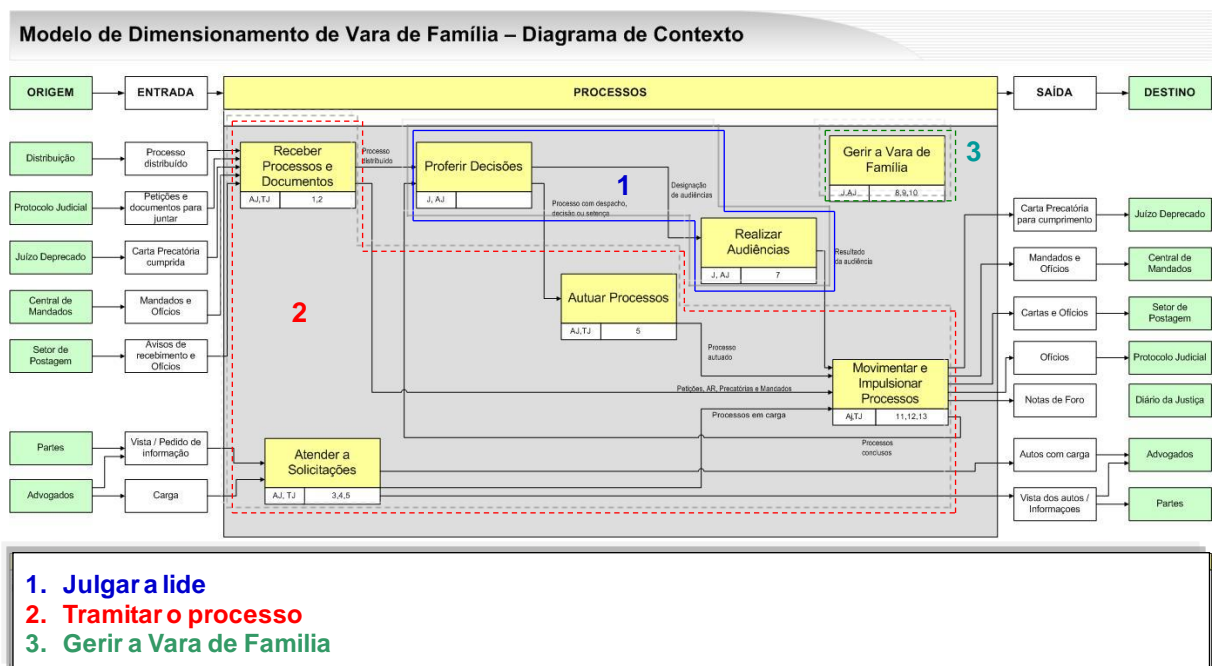 Modelo de Dimensionamento de Vara de Família – Diagrama de Contexto
ORIGEM
ENTRADA
PROCESSOS
SAÍDA
DESTINO
Distribuição
Processo
distribuído
Protocolo Judicial
Petições e
documentos para
juntar
Juízo Deprecado
Carta Precatória
cumprida
Central de
Mandados
Mandados e
Ofícios
Setor de
Postagem
Avisos de
recebimento e
Ofícios
Partes
Vista / Pedido de
informação
Advogados
Carga
Receber
Processos e
Documentos
AJ,TJ
1,2
Processo
distribuído
Proferir Decisões
J, AJ
1
Designação
de audiências
Processo com despacho,
decisão ou setença
Gerir a Vara de
Família
J,AJ
8,9,10
3
Realizar
Audiências
J, AJ
7
Resultado
da audiência
2
Autuar Processos
AJ,TJ
5
Processo
autuado
Movimentar e
Impulsionar
Processos
Aj,TJ
11,12,13
Petições, AR, Precatórias e Mandados
Processos em carga
Processos
conclusos
Atender a
Solicitações
AJ, TJ
3,4,5
Carta Precatória
para cumprimento
Juízo Deprecado
Mandados e
Ofícios
Central de
Mandados
Cartas e Ofícios
Setor de
Postagem
Ofícios
Protocolo Judicial
Notas de Foro
Diário da Justiça
Autos com carga
Advogados
Vista dos autos /
Informaçoes
Partes
1. Julgar a lide
2. Tramitar o processo
3. Gerir a Vara de Familia